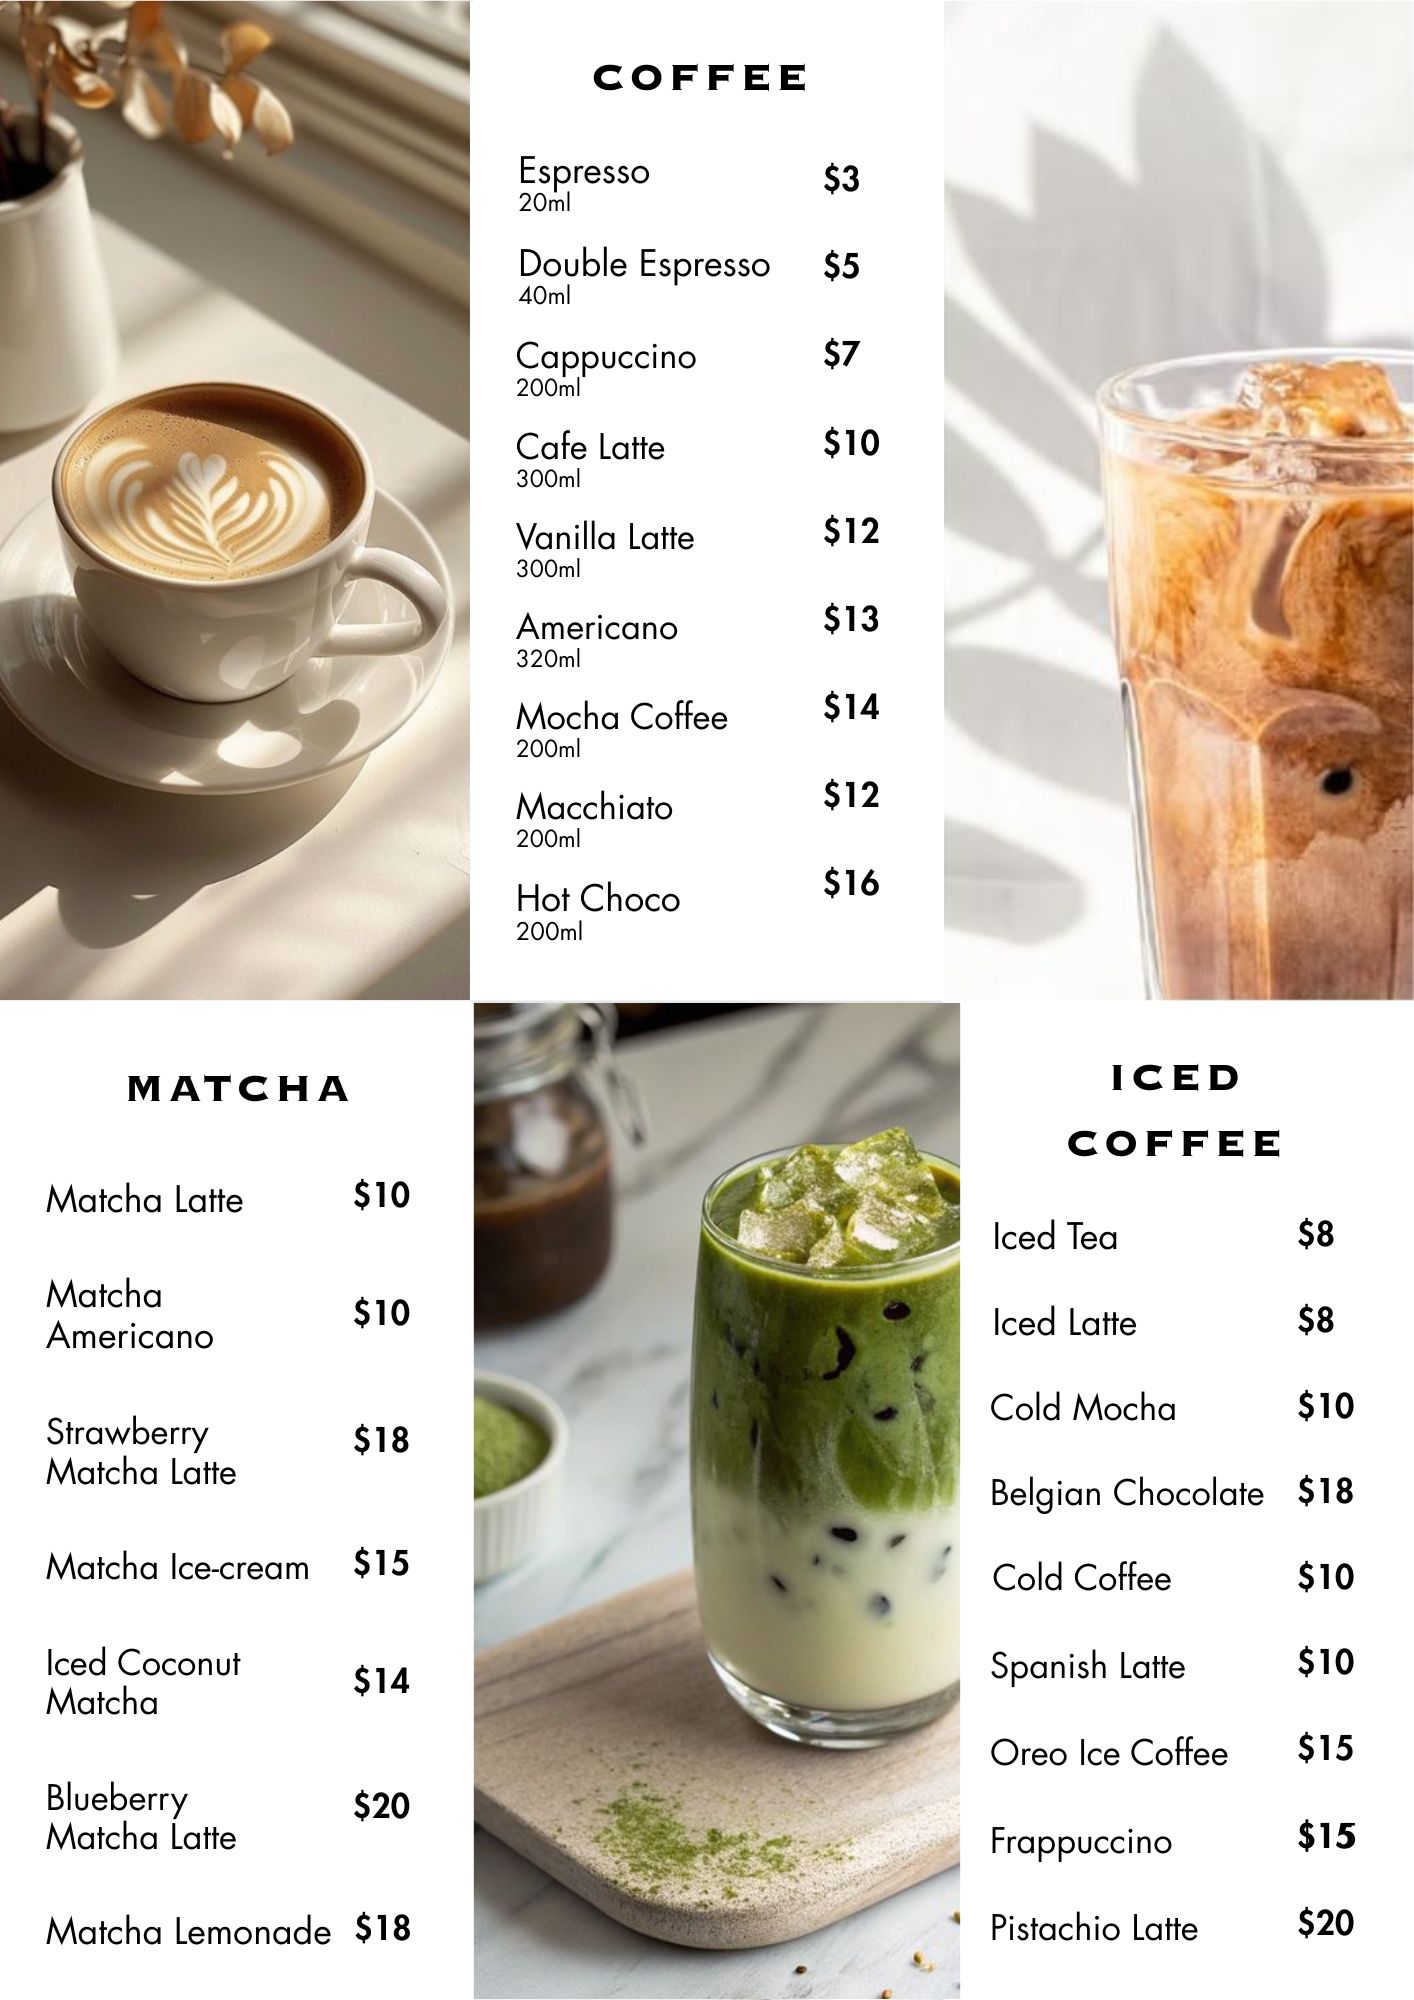 COFFEE
Espresso $3
20ml
Double Espresso $5
40ml
Cappuccino $7
200ml
Cafe Latte $10
300ml
Vanilla Latte $12
300ml
Americano $13
320ml
Mocha Coffee $14
200ml
Macchiato $12
200ml
Hot Choco $16
200ml
MATCHA
Matcha Latte $10
Matcha
Americano $10
Strawberry
Matcha Latte $18
Matcha Ice-cream $15
Iced Coconut
Matcha $14
Blueberry
Matcha Latte $20
Matcha Lemonade $18
ICED
COFFEE
Iced Tea $8
Iced Latte $8
Cold Mocha $10
Belgian Chocolate $18
Cold Coffee $10
Spanish Latte $10
Oreo Ice Coffee $15
Frappuccino $15
Pistachio Latte $20